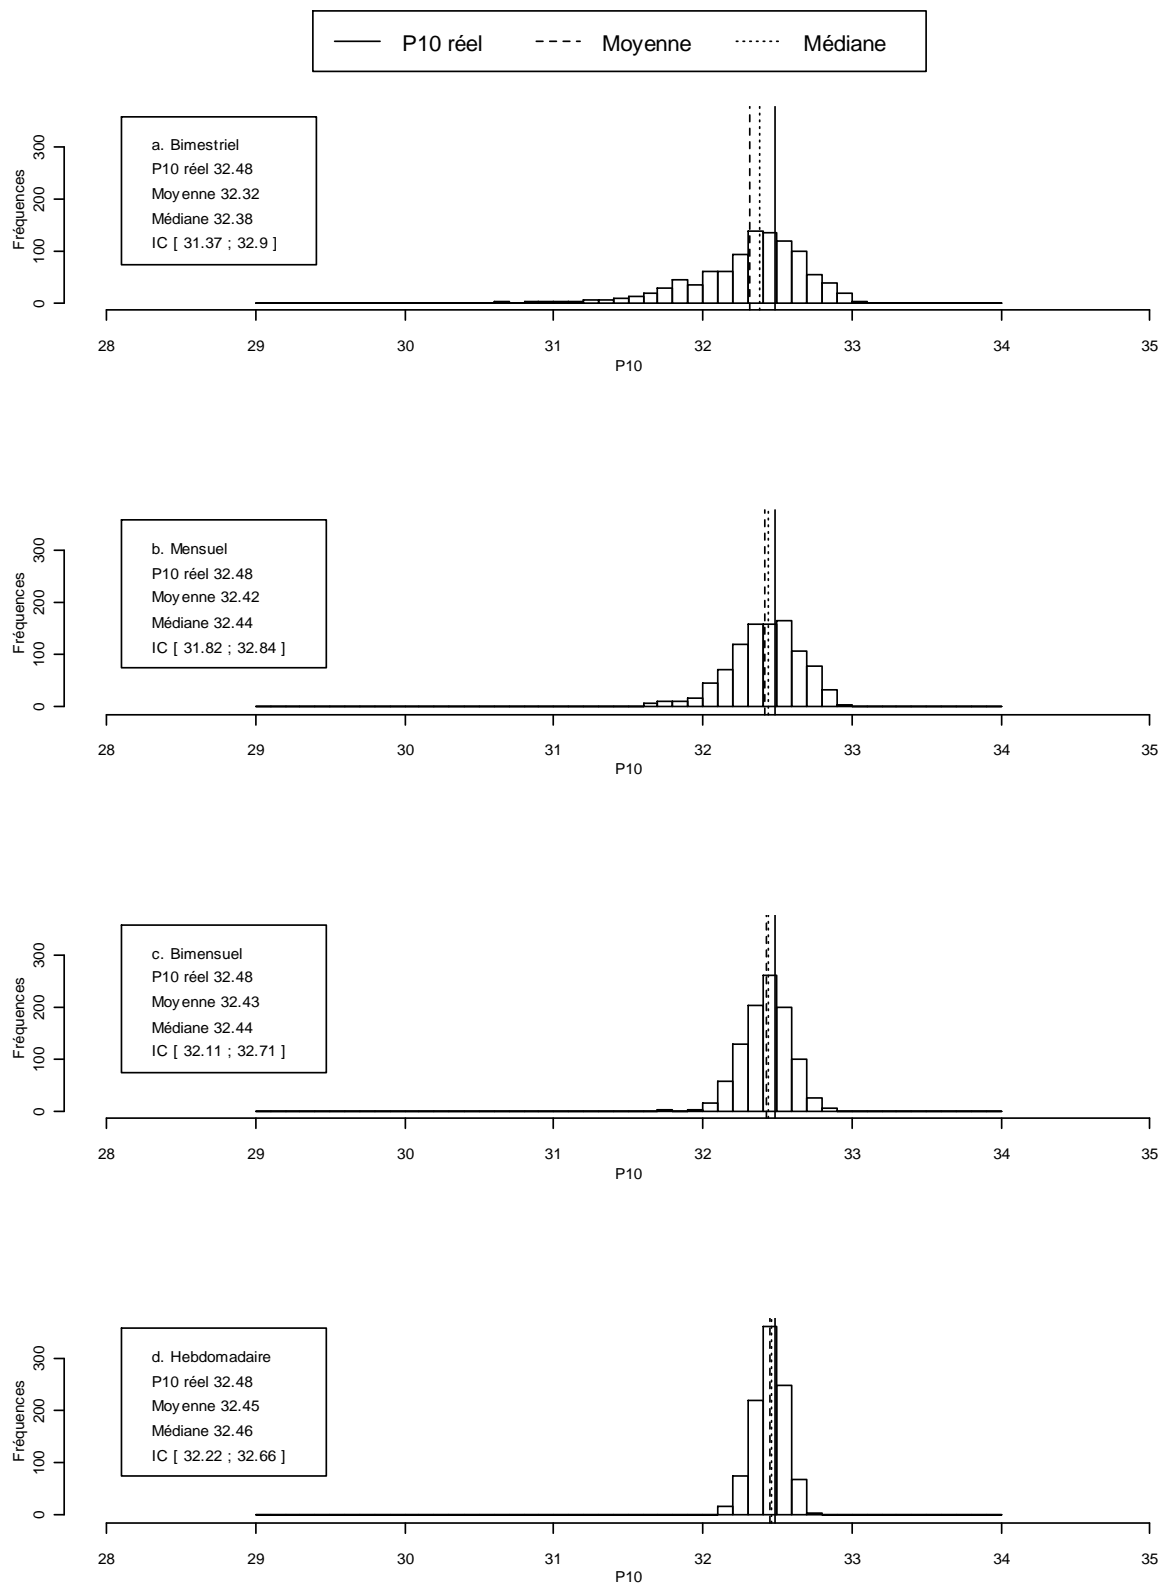 P10 réel Moyenne Médiane
a. Bimestriel
P10 réel 32.48
Moyenne 32.32
Médiane 32.38
IC [ 31.37 ; 32.9 ]
Fréquences
0 100 200 300
28 29 30 31 32 33 34 35
P10
b. Mensuel
P10 réel 32.48
Moyenne 32.42
Médiane 32.44
IC [ 31.82 ; 32.84 ]
Fréquences
0 100 200 300
28 29 30 31 32 33 34 35
P10
c. Bimensuel
P10 réel 32.48
Moyenne 32.43
Médiane 32.44
IC [ 32.11 ; 32.71 ]
Fréquences
0 100 200 300
28 29 30 31 32 33 34 35
P10
d. Hebdomadaire
P10 réel 32.48
Moyenne 32.45
Médiane 32.46
IC [ 32.22 ; 32.66 ]
Fréquences
0 100 200 300
28 29 30 31 32 33 34 35
P10